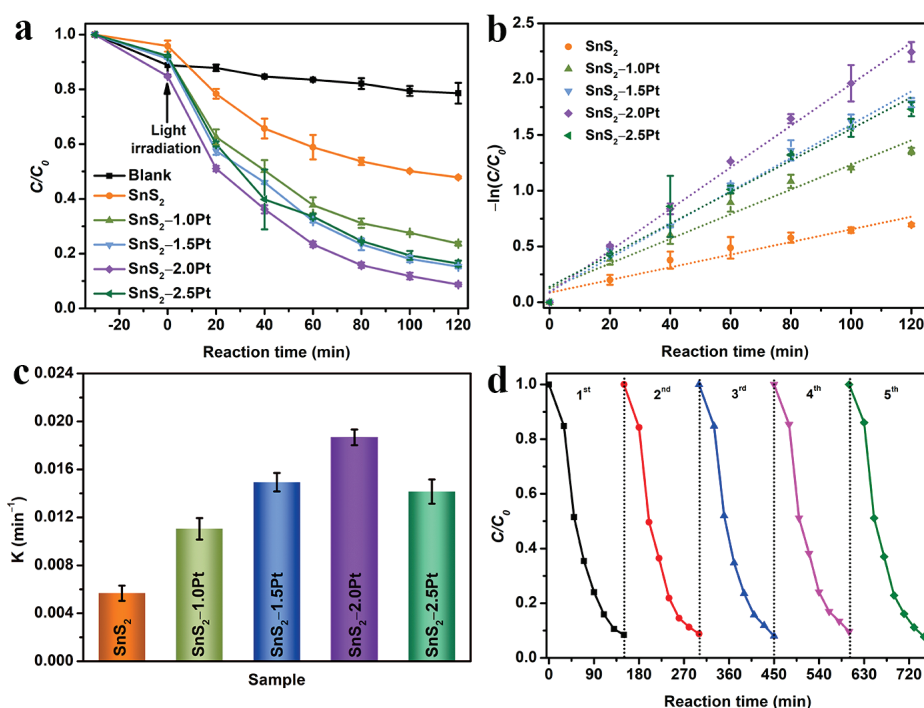 a
1.0
0.8
0.6
0.4
0.2
0.0
C/C₀
Light
irradiation
Blank
SnS₂
SnS₂−1.0Pt
SnS₂−1.5Pt
SnS₂−2.0Pt
SnS₂−2.5Pt
-20 0 20 40 60 80 100 120
Reaction time (min)
b
2.5
2.0
1.5
1.0
0.5
0.0
−ln(C/C₀)
SnS₂
SnS₂−1.0Pt
SnS₂−1.5Pt
SnS₂−2.0Pt
SnS₂−2.5Pt
0 20 40 60 80 100 120
Reaction time (min)
c
0.024
0.020
0.016
0.012
0.008
0.004
0.000
K (min⁻¹)
SnS₂
SnS₂−1.0Pt
SnS₂−1.5Pt
SnS₂−2.0Pt
SnS₂−2.5Pt
Sample
d
1.0
0.8
0.6
0.4
0.2
0.0
C/C₀
1ˢᵗ 2ⁿᵈ 3ʳᵈ 4ᵗʰ 5ᵗʰ
0 90 180 270 360 450 540 630 720
Reaction time (min)